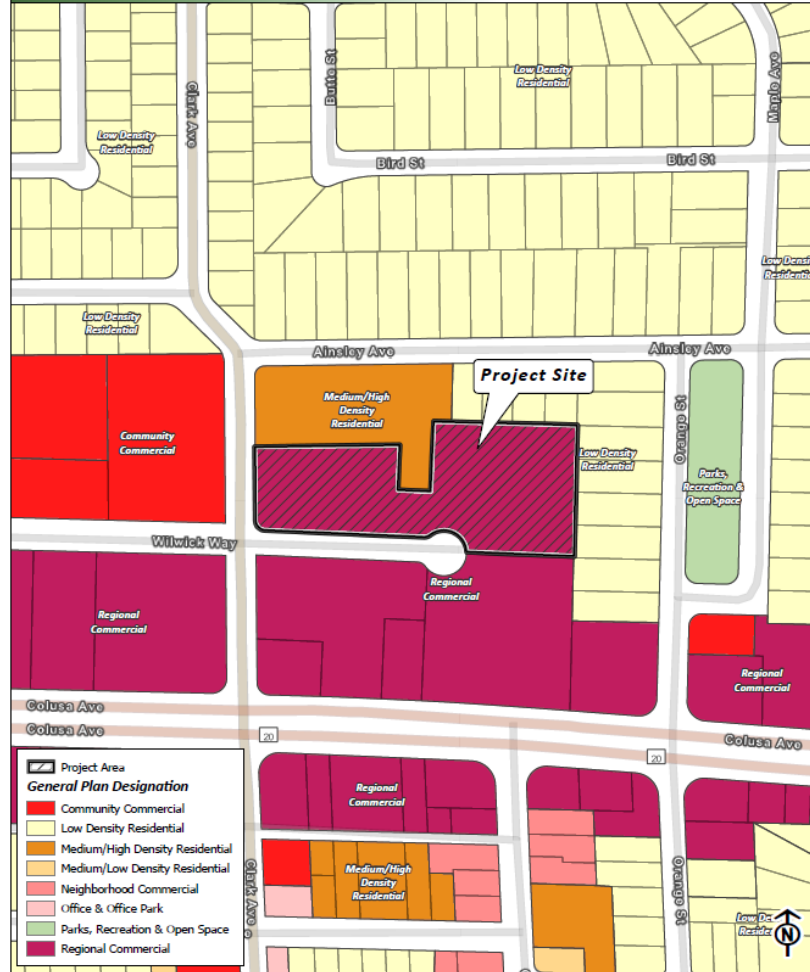 Butte St
Maple Ave
Clark Ave
Low Density
Residential
Low Density
Residential
Bird St
Bird St
Low Densi
Residentia
Low Density
Residential
Ainsley Ave
Ainsley Ave
Project Site
Medium/High
Density
Residential
Orange St
Community
Commercial
Low Density
Residential
Parks,
Recreation &
Open Space
Wilwick Way
Regional
Commercial
Regional
Commercial
Regional
Commercial
Colusa Ave
Colusa Ave
Colusa Ave
20
20
Regional
Commercial
Medium/High
Density
Residential
Clark Ave
Orange St
Low De
Reside
N
Project Area
General Plan Designation
Community Commercial
Low Density Residential
Medium/High Density Residential
Medium/Low Density Residential
Neighborhood Commercial
Office & Office Park
Parks, Recreation & Open Space
Regional Commercial